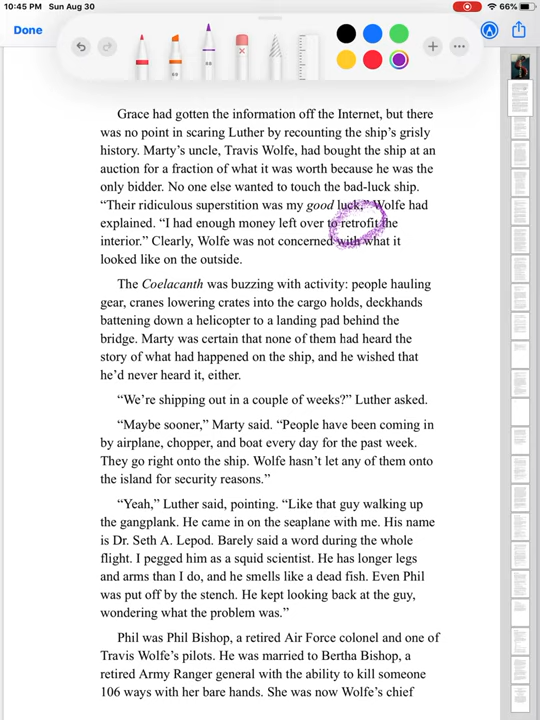 10:45 PM Sun Aug 30
66%
Done
Grace had gotten the information off the Internet, but there
was no point in scaring Luther by recounting the ship’s grisly
history. Marty’s uncle, Travis Wolfe, had bought the ship at an
auction for a fraction of what it was worth because he was the
only bidder. No one else wanted to touch the bad-luck ship.
“Their ridiculous superstition was my good luck,” Wolfe had
explained. “I had enough money left over to retrofit the
interior.” Clearly, Wolfe was not concerned with what it
looked like on the outside.
The Coelacanth was buzzing with activity: people hauling
gear, cranes lowering crates into the cargo holds, deckhands
battening down a helicopter to a landing pad behind the
bridge. Marty was certain that none of them had heard the
story of what had happened on the ship, and he wished that
he’d never heard it, either.
“We’re shipping out in a couple of weeks?” Luther asked.
“Maybe sooner,” Marty said. “People have been coming in
by airplane, chopper, and boat every day for the past week.
They go right onto the ship. Wolfe hasn’t let any of them onto
the island for security reasons.”
“Yeah,” Luther said, pointing. “Like that guy walking up
the gangplank. He came in on the seaplane with me. His name
is Dr. Seth A. Lepod. Barely said a word during the whole
flight. I pegged him as a squid scientist. He has longer legs
and arms than I do, and he smells like a dead fish. Even Phil
was put off by the stench. He kept looking back at the guy,
wondering what the problem was.”
Phil was Phil Bishop, a retired Air Force colonel and one of
Travis Wolfe’s pilots. He was married to Bertha Bishop, a
retired Army Ranger general with the ability to kill someone
106 ways with her bare hands. She was now Wolfe’s chief